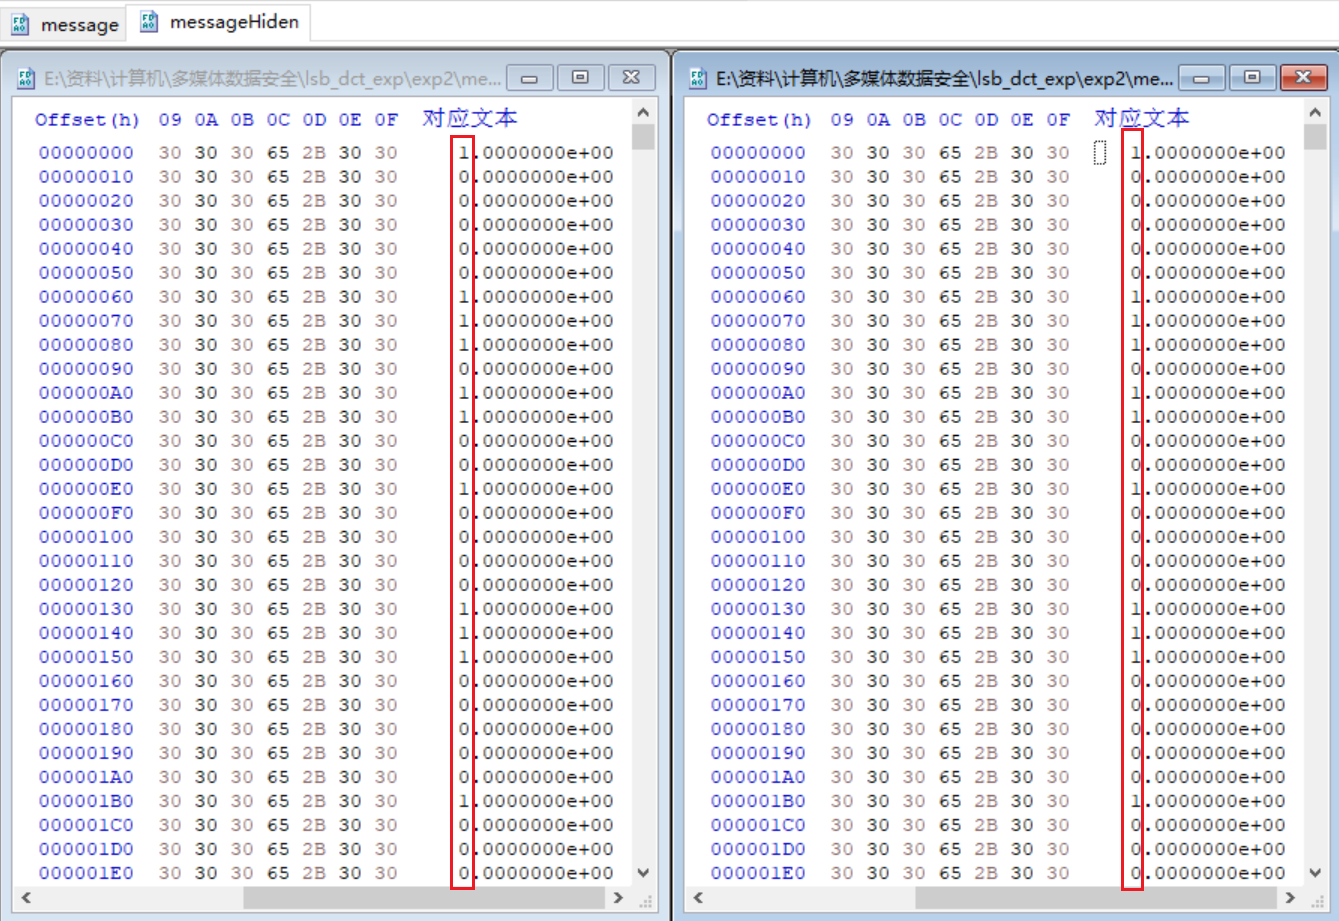 message messageHiden
E:\资料\计算机\多媒体数据安全\lsb_dct_exp\exp2\me...
Offset(h) 09 0A 0B 0C 0D 0E 0F 对应文本
00000000 30 30 30 65 2B 30 30 1.0000000e+00
00000010 30 30 30 65 2B 30 30 0.0000000e+00
00000020 30 30 30 65 2B 30 30 0.0000000e+00
00000030 30 30 30 65 2B 30 30 0.0000000e+00
00000040 30 30 30 65 2B 30 30 0.0000000e+00
00000050 30 30 30 65 2B 30 30 0.0000000e+00
00000060 30 30 30 65 2B 30 30 1.0000000e+00
00000070 30 30 30 65 2B 30 30 1.0000000e+00
00000080 30 30 30 65 2B 30 30 1.0000000e+00
00000090 30 30 30 65 2B 30 30 0.0000000e+00
000000A0 30 30 30 65 2B 30 30 1.0000000e+00
000000B0 30 30 30 65 2B 30 30 1.0000000e+00
000000C0 30 30 30 65 2B 30 30 0.0000000e+00
000000D0 30 30 30 65 2B 30 30 0.0000000e+00
000000E0 30 30 30 65 2B 30 30 1.0000000e+00
000000F0 30 30 30 65 2B 30 30 0.0000000e+00
00000100 30 30 30 65 2B 30 30 0.0000000e+00
00000110 30 30 30 65 2B 30 30 0.0000000e+00
00000120 30 30 30 65 2B 30 30 0.0000000e+00
00000130 30 30 30 65 2B 30 30 1.0000000e+00
00000140 30 30 30 65 2B 30 30 1.0000000e+00
00000150 30 30 30 65 2B 30 30 1.0000000e+00
00000160 30 30 30 65 2B 30 30 0.0000000e+00
00000170 30 30 30 65 2B 30 30 0.0000000e+00
00000180 30 30 30 65 2B 30 30 0.0000000e+00
00000190 30 30 30 65 2B 30 30 0.0000000e+00
000001A0 30 30 30 65 2B 30 30 0.0000000e+00
000001B0 30 30 30 65 2B 30 30 1.0000000e+00
000001C0 30 30 30 65 2B 30 30 0.0000000e+00
000001D0 30 30 30 65 2B 30 30 0.0000000e+00
000001E0 30 30 30 65 2B 30 30 0.0000000e+00
E:\资料\计算机\多媒体数据安全\lsb_dct_exp\exp2\me...
Offset(h) 09 0A 0B 0C 0D 0E 0F 对应文本
00000000 30 30 30 65 2B 30 30 1.0000000e+00
00000010 30 30 30 65 2B 30 30 0.0000000e+00
00000020 30 30 30 65 2B 30 30 0.0000000e+00
00000030 30 30 30 65 2B 30 30 0.0000000e+00
00000040 30 30 30 65 2B 30 30 0.0000000e+00
00000050 30 30 30 65 2B 30 30 0.0000000e+00
00000060 30 30 30 65 2B 30 30 1.0000000e+00
00000070 30 30 30 65 2B 30 30 1.0000000e+00
00000080 30 30 30 65 2B 30 30 1.0000000e+00
00000090 30 30 30 65 2B 30 30 0.0000000e+00
000000A0 30 30 30 65 2B 30 30 1.0000000e+00
000000B0 30 30 30 65 2B 30 30 1.0000000e+00
000000C0 30 30 30 65 2B 30 30 0.0000000e+00
000000D0 30 30 30 65 2B 30 30 0.0000000e+00
000000E0 30 30 30 65 2B 30 30 1.0000000e+00
000000F0 30 30 30 65 2B 30 30 0.0000000e+00
00000100 30 30 30 65 2B 30 30 0.0000000e+00
00000110 30 30 30 65 2B 30 30 0.0000000e+00
00000120 30 30 30 65 2B 30 30 0.0000000e+00
00000130 30 30 30 65 2B 30 30 1.0000000e+00
00000140 30 30 30 65 2B 30 30 1.0000000e+00
00000150 30 30 30 65 2B 30 30 1.0000000e+00
00000160 30 30 30 65 2B 30 30 0.0000000e+00
00000170 30 30 30 65 2B 30 30 0.0000000e+00
00000180 30 30 30 65 2B 30 30 0.0000000e+00
00000190 30 30 30 65 2B 30 30 0.0000000e+00
000001A0 30 30 30 65 2B 30 30 0.0000000e+00
000001B0 30 30 30 65 2B 30 30 1.0000000e+00
000001C0 30 30 30 65 2B 30 30 0.0000000e+00
000001D0 30 30 30 65 2B 30 30 0.0000000e+00
000001E0 30 30 30 65 2B 30 30 0.0000000e+00